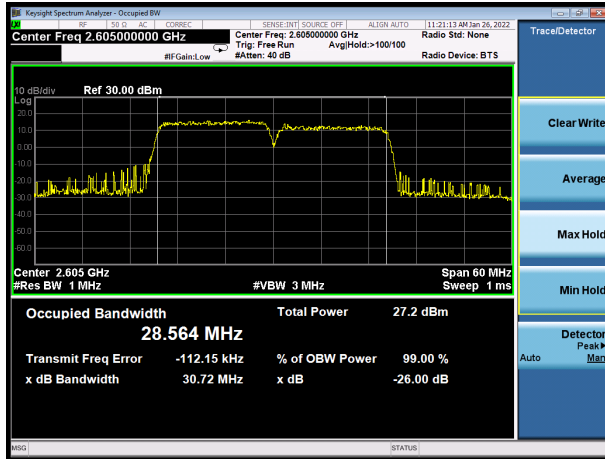 Keysight Spectrum Analyzer - Occupied BW
RF 50 Ω AC CORREC SENSE:INT SOURCE OFF ALIGN AUTO 11:21:13 AM Jan 26, 2022
Center Freq 2.605000000 GHz
Center Freq: 2.605000000 GHz
Radio Std: None
Trig: Free Run Avg|Hold:>100/100
#IFGain:Low
#Atten: 40 dB
Radio Device: BTS
Trace/Detector
10 dB/div Ref 30.00 dBm
Log
20.0
10.0
0.00
-10.0
-20.0
-30.0
-40.0
-50.0
-60.0
Center 2.605 GHz
Span 60 MHz
#Res BW 1 MHz
#VBW 3 MHz
Sweep 1 ms
Occupied Bandwidth
28.564 MHz
Total Power 27.2 dBm
Transmit Freq Error -112.15 kHz
% of OBW Power 99.00 %
x dB Bandwidth 30.72 MHz
x dB -26.00 dB
Clear Write
Average
Max Hold
Min Hold
Detector
Peak▶
Auto Man
MSG
STATUS